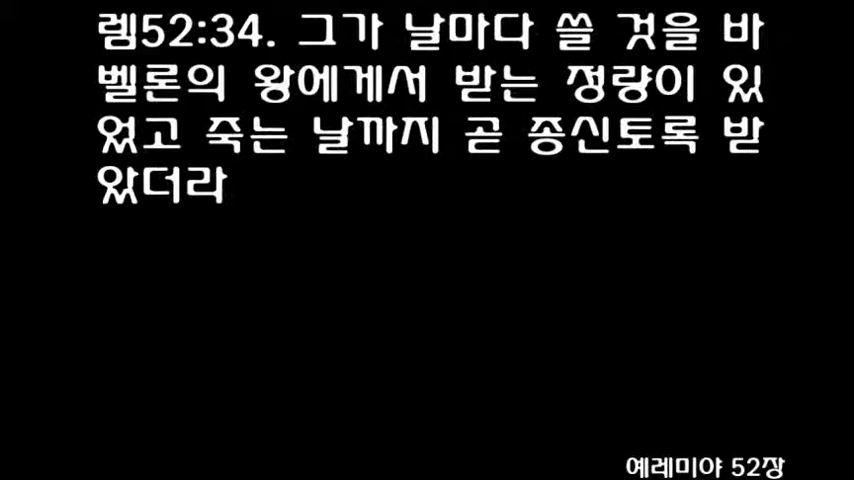 렘52:34. 그가 날마다 쓸 것을 바
벨론의 왕에게서 받는 정량이 있
었고 죽는 날까지 곧 종신토록 받
았더라
예레미야 52장